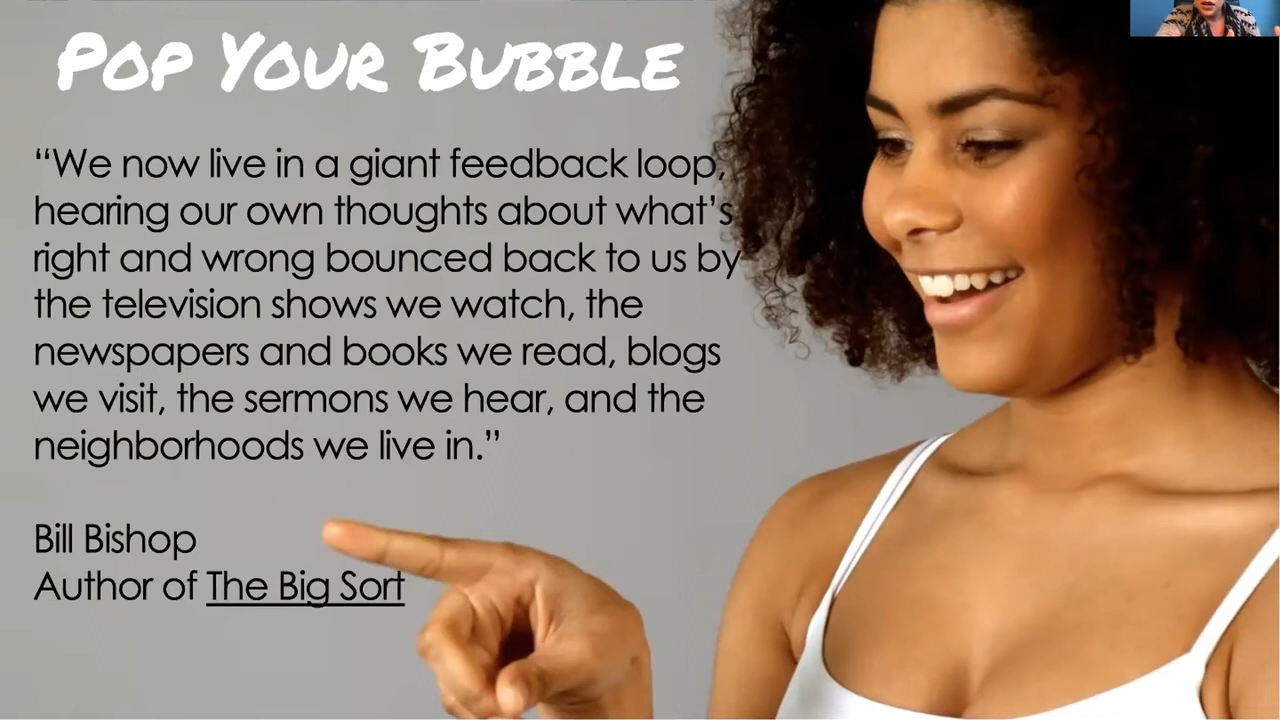 Pop Your Bubble
“We now live in a giant feedback loop,
hearing our own thoughts about what’s
right and wrong bounced back to us by
the television shows we watch, the
newspapers and books we read, blogs
we visit, the sermons we hear, and the
neighborhoods we live in.”
Bill Bishop
Author of The Big Sort